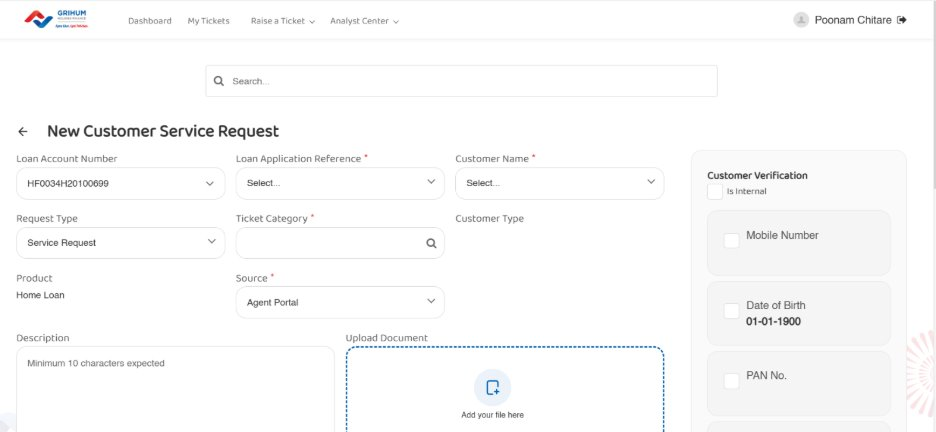 GRIHUM
HOUSING FINANCE
Dashboard
My Tickets
Raise a Ticket
Analyst Center
Poonam Chitare
Search...
New Customer Service Request
Loan Account Number
Loan Application Reference *
Customer Name *
HF0034H20100699
Select...
Select...
Request Type
Ticket Category *
Customer Type
Service Request
Product
Source *
Home Loan
Agent Portal
Description
Upload Document
Minimum 10 characters expected
Add your file here
Customer Verification
Is Internal
Mobile Number
Date of Birth
01-01-1900
PAN No.